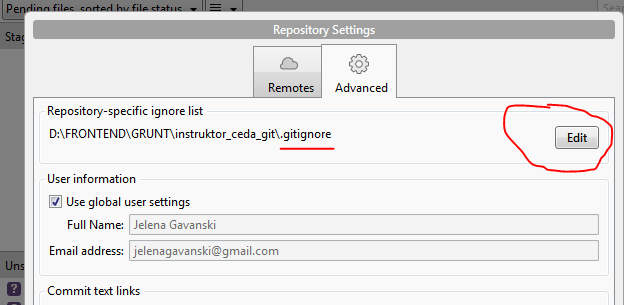 Pending files, sorted by file status
Sea
Stag
Repository Settings
Remotes
Advanced
Repository-specific ignore list
D:\FRONTEND\GRUNT\instruktor_ceda_git\.gitignore
Edit
User information
Use global user settings
Full Name: Jelena Gavanski
Email address: jelenagavanski@gmail.com
Uns
Commit text links